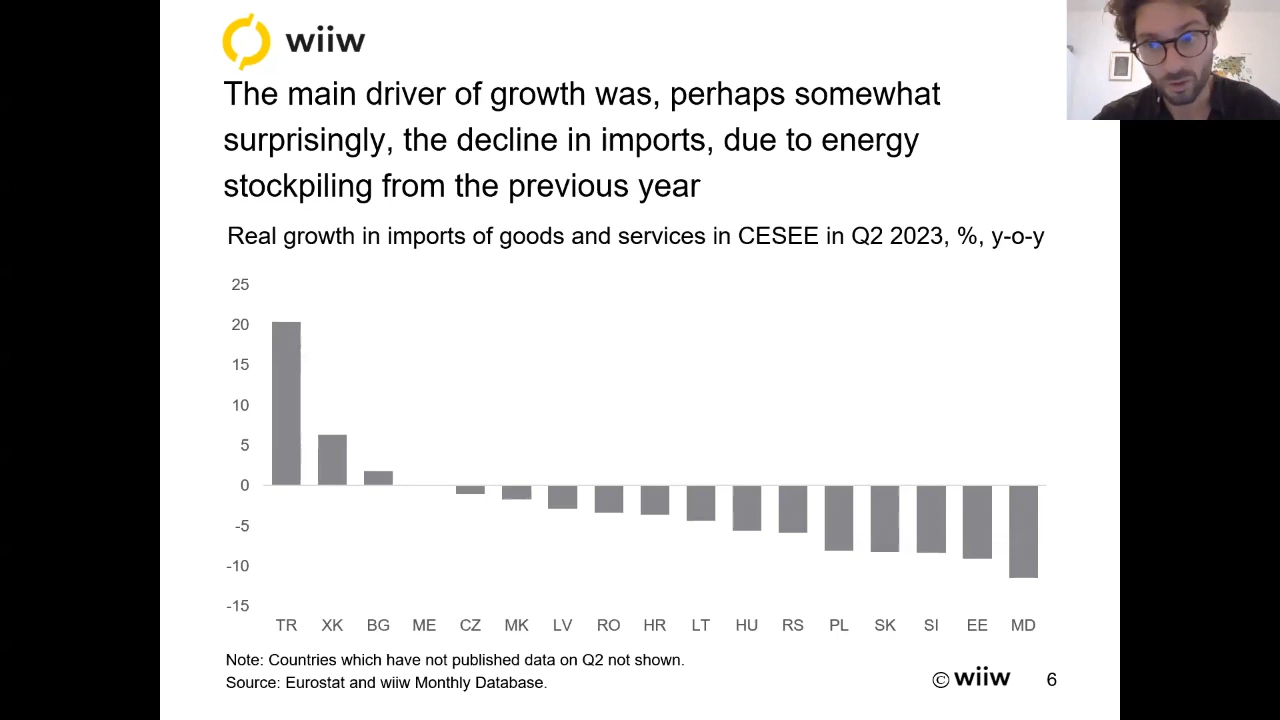 wiiw
The main driver of growth was, perhaps somewhat
surprisingly, the decline in imports, due to energy
stockpiling from the previous year
Real growth in imports of goods and services in CESEE in Q2 2023, %, y-o-y
25
20
15
10
5
0
-5
-10
-15
TR XK BG ME CZ MK LV RO HR LT HU RS PL SK SI EE MD
Note: Countries which have not published data on Q2 not shown.
Source: Eurostat and wiiw Monthly Database.
© wiiw 6